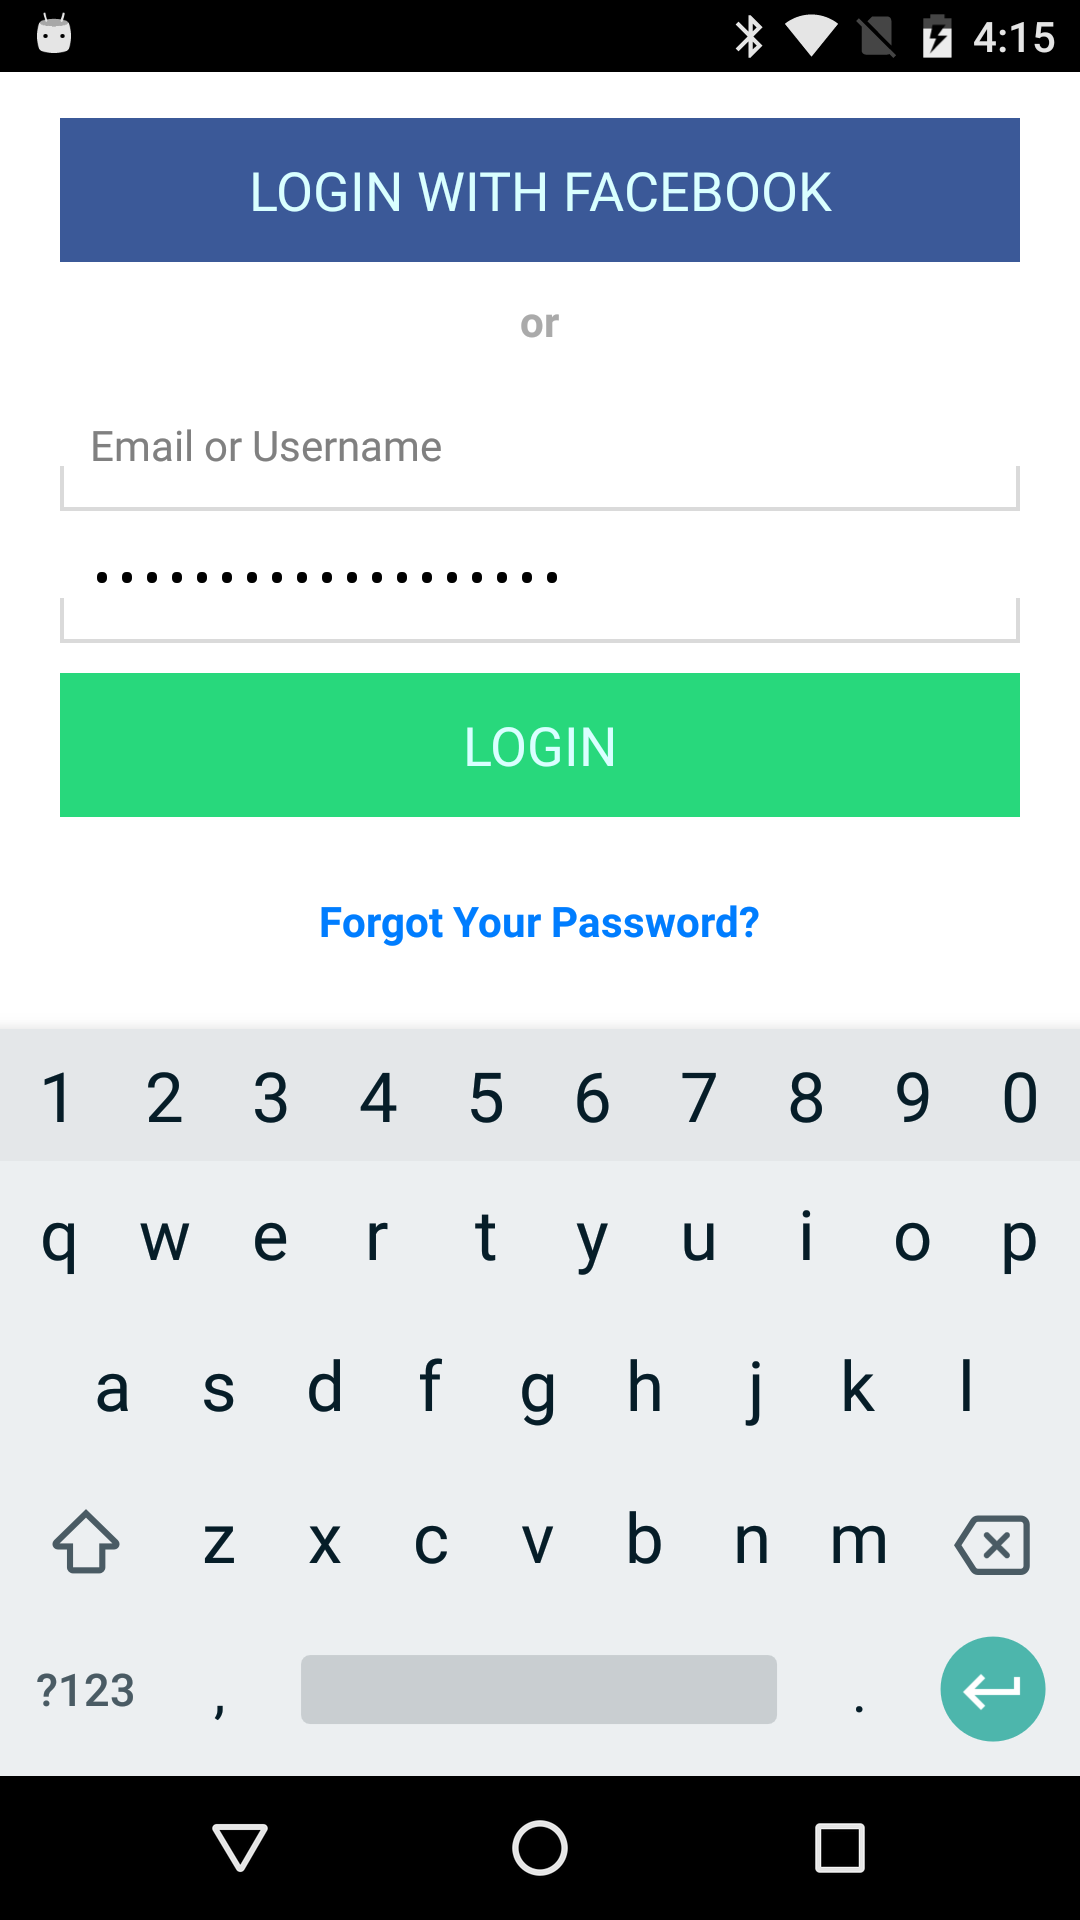 4:15
LOGIN WITH FACEBOOK
or
Email or Username
•••••••••••••••••••
LOGIN
Forgot Your Password?
1 2 3 4 5 6 7 8 9 0
q w e r t y u i o p
a s d f g h j k l
z x c v b n m
?123 , .